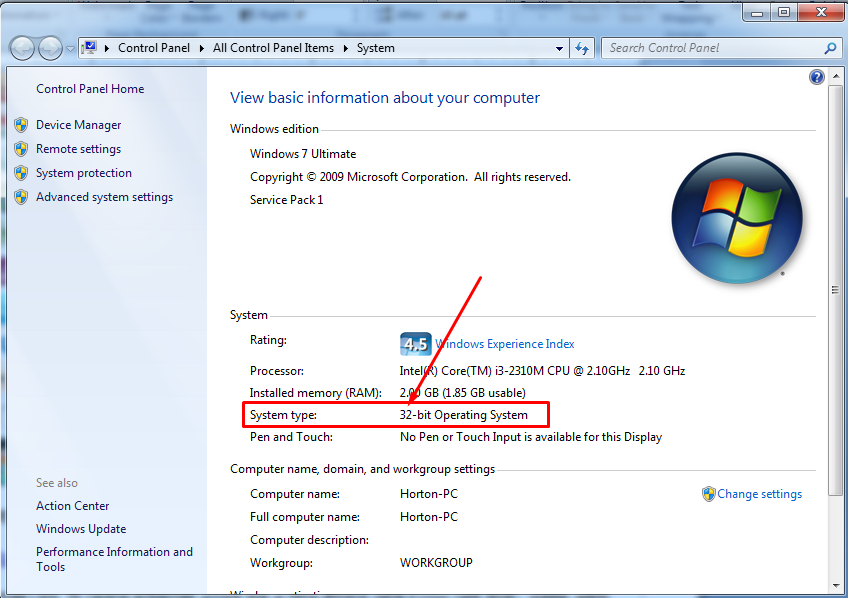 Control Panel All Control Panel Items System
Search Control Panel
Control Panel Home
Device Manager
Remote settings
System protection
Advanced system settings
See also
Action Center
Windows Update
Performance Information and
Tools
View basic information about your computer
Windows edition
Windows 7 Ultimate
Copyright © 2009 Microsoft Corporation. All rights reserved.
Service Pack 1
System
Rating: 4.5 Windows Experience Index
Processor: Intel(R) Core(TM) i3-2310M CPU @ 2.10GHz 2.10 GHz
Installed memory (RAM): 2.00 GB (1.85 GB usable)
System type: 32-bit Operating System
Pen and Touch: No Pen or Touch Input is available for this Display
Computer name, domain, and workgroup settings
Computer name: Horton-PC
Change settings
Full computer name: Horton-PC
Computer description:
Workgroup: WORKGROUP